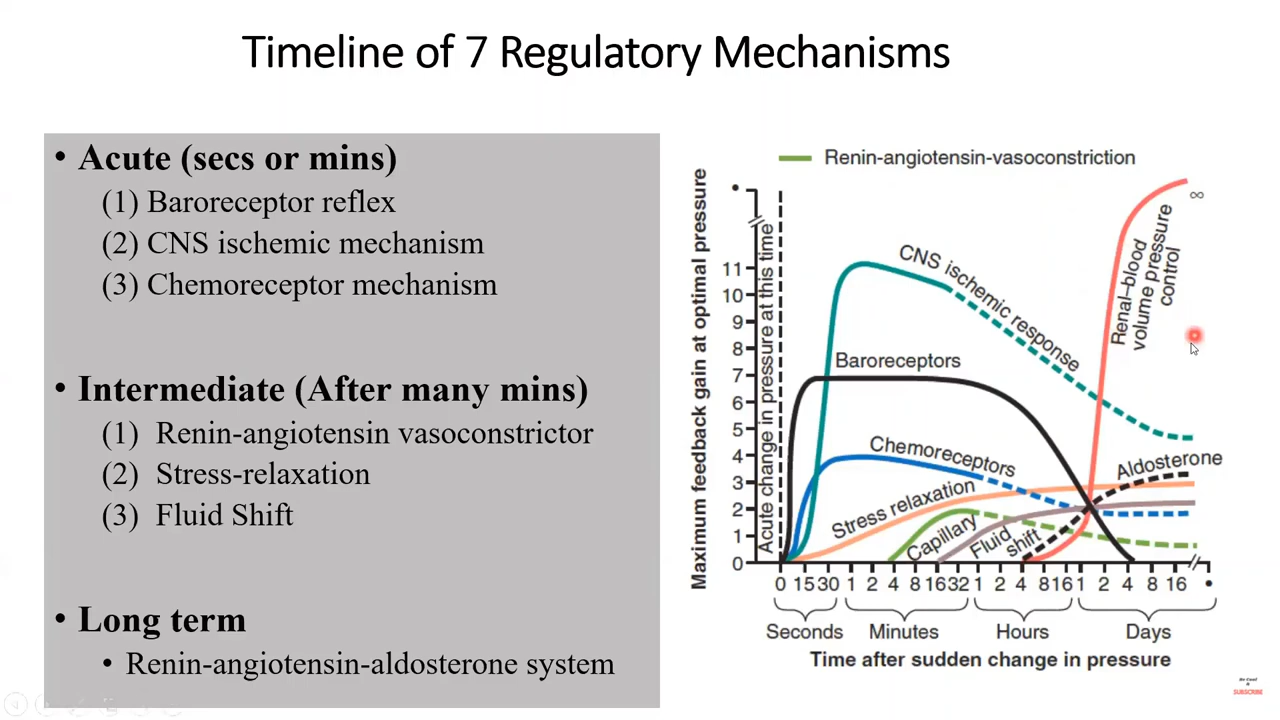 Timeline of 7 Regulatory Mechanisms
• Acute (secs or mins)
(1) Baroreceptor reflex
(2) CNS ischemic mechanism
(3) Chemoreceptor mechanism
• Intermediate (After many mins)
(1) Renin-angiotensin vasoconstrictor
(2) Stress-relaxation
(3) Fluid Shift
• Long term
• Renin-angiotensin-aldosterone system
Renin-angiotensin-vasoconstriction
Maximum feedback gain at optimal pressure
Acute change in pressure at this time
11
10
9
8
7
6
5
4
3
2
1
0
∞
CNS ischemic response
Renal–blood
volume pressure
control
Baroreceptors
Chemoreceptors
Aldosterone
Stress relaxation
Capillary
Fluid
shift
0 15 30 1 2 4 8 16 32 1 2 4 8 16 1 2 4 8 16 •
Seconds Minutes Hours Days
Time after sudden change in pressure
SUBSCRIBE